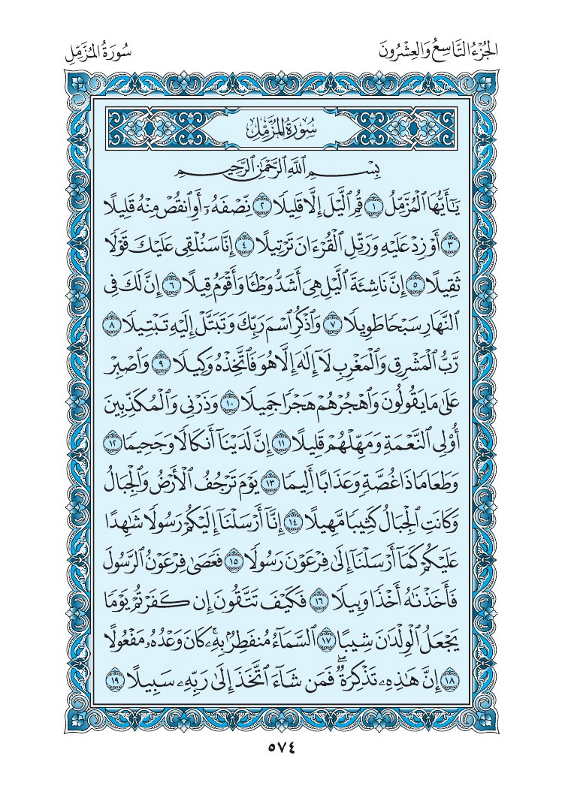 الجُزْءُ التَّاسِعُ وَالعِشْرُونَ
سُورَةُ المُزَّمِّلِ
سُورَةُ المُزَّمِّلِ
بِسْمِ ٱللَّهِ ٱلرَّحْمَٰنِ ٱلرَّحِيمِ
يَٰٓأَيُّهَا ٱلْمُزَّمِّلُ ١ قُمِ ٱلَّيْلَ إِلَّا قَلِيلًا ٢ نِّصْفَهُۥٓ أَوِ ٱنقُصْ مِنْهُ قَلِيلًا
٣ أَوْ زِدْ عَلَيْهِ وَرَتِّلِ ٱلْقُرْءَانَ تَرْتِيلًا ٤ إِنَّا سَنُلْقِى عَلَيْكَ قَوْلًا
ثَقِيلًا ٥ إِنَّ نَاشِئَةَ ٱلَّيْلِ هِىَ أَشَدُّ وَطْـًٔا وَأَقْوَمُ قِيلًا ٦ إِنَّ لَكَ فِى
ٱلنَّهَارِ سَبْحًا طَوِيلًا ٧ وَٱذْكُرِ ٱسْمَ رَبِّكَ وَتَبَتَّلْ إِلَيْهِ تَبْتِيلًا ٨
رَّبُّ ٱلْمَشْرِقِ وَٱلْمَغْرِبِ لَآ إِلَٰهَ إِلَّا هُوَ فَٱتَّخِذْهُ وَكِيلًا ٩ وَٱصْبِرْ
عَلَىٰ مَا يَقُولُونَ وَٱهْجُرْهُمْ هَجْرًا جَمِيلًا ١٠ وَذَرْنِى وَٱلْمُكَذِّبِينَ
أُو۟لِى ٱلنَّعْمَةِ وَمَهِّلْهُمْ قَلِيلًا ١١ إِنَّ لَدَيْنَآ أَنكَالًا وَجَحِيمًا ١٢
وَطَعَامًا ذَا غُصَّةٍ وَعَذَابًا أَلِيمًا ١٣ يَوْمَ تَرْجُفُ ٱلْأَرْضُ وَٱلْجِبَالُ
وَكَانَتِ ٱلْجِبَالُ كَثِيبًا مَّهِيلًا ١٤ إِنَّآ أَرْسَلْنَآ إِلَيْكُمْ رَسُولًا شَٰهِدًا
عَلَيْكُمْ كَمَآ أَرْسَلْنَآ إِلَىٰ فِرْعَوْنَ رَسُولًا ١٥ فَعَصَىٰ فِرْعَوْنُ ٱلرَّسُولَ
فَأَخَذْنَٰهُ أَخْذًا وَبِيلًا ١٦ فَكَيْفَ تَتَّقُونَ إِن كَفَرْتُمْ يَوْمًا
يَجْعَلُ ٱلْوِلْدَٰنَ شِيبًا ١٧ ٱلسَّمَآءُ مُنفَطِرٌۢ بِهِۦ ۚ كَانَ وَعْدُهُۥ مَفْعُولًا
١٨ إِنَّ هَٰذِهِۦ تَذْكِرَةٌ ۖ فَمَن شَآءَ ٱتَّخَذَ إِلَىٰ رَبِّهِۦ سَبِيلًا ١٩
٥٧٤